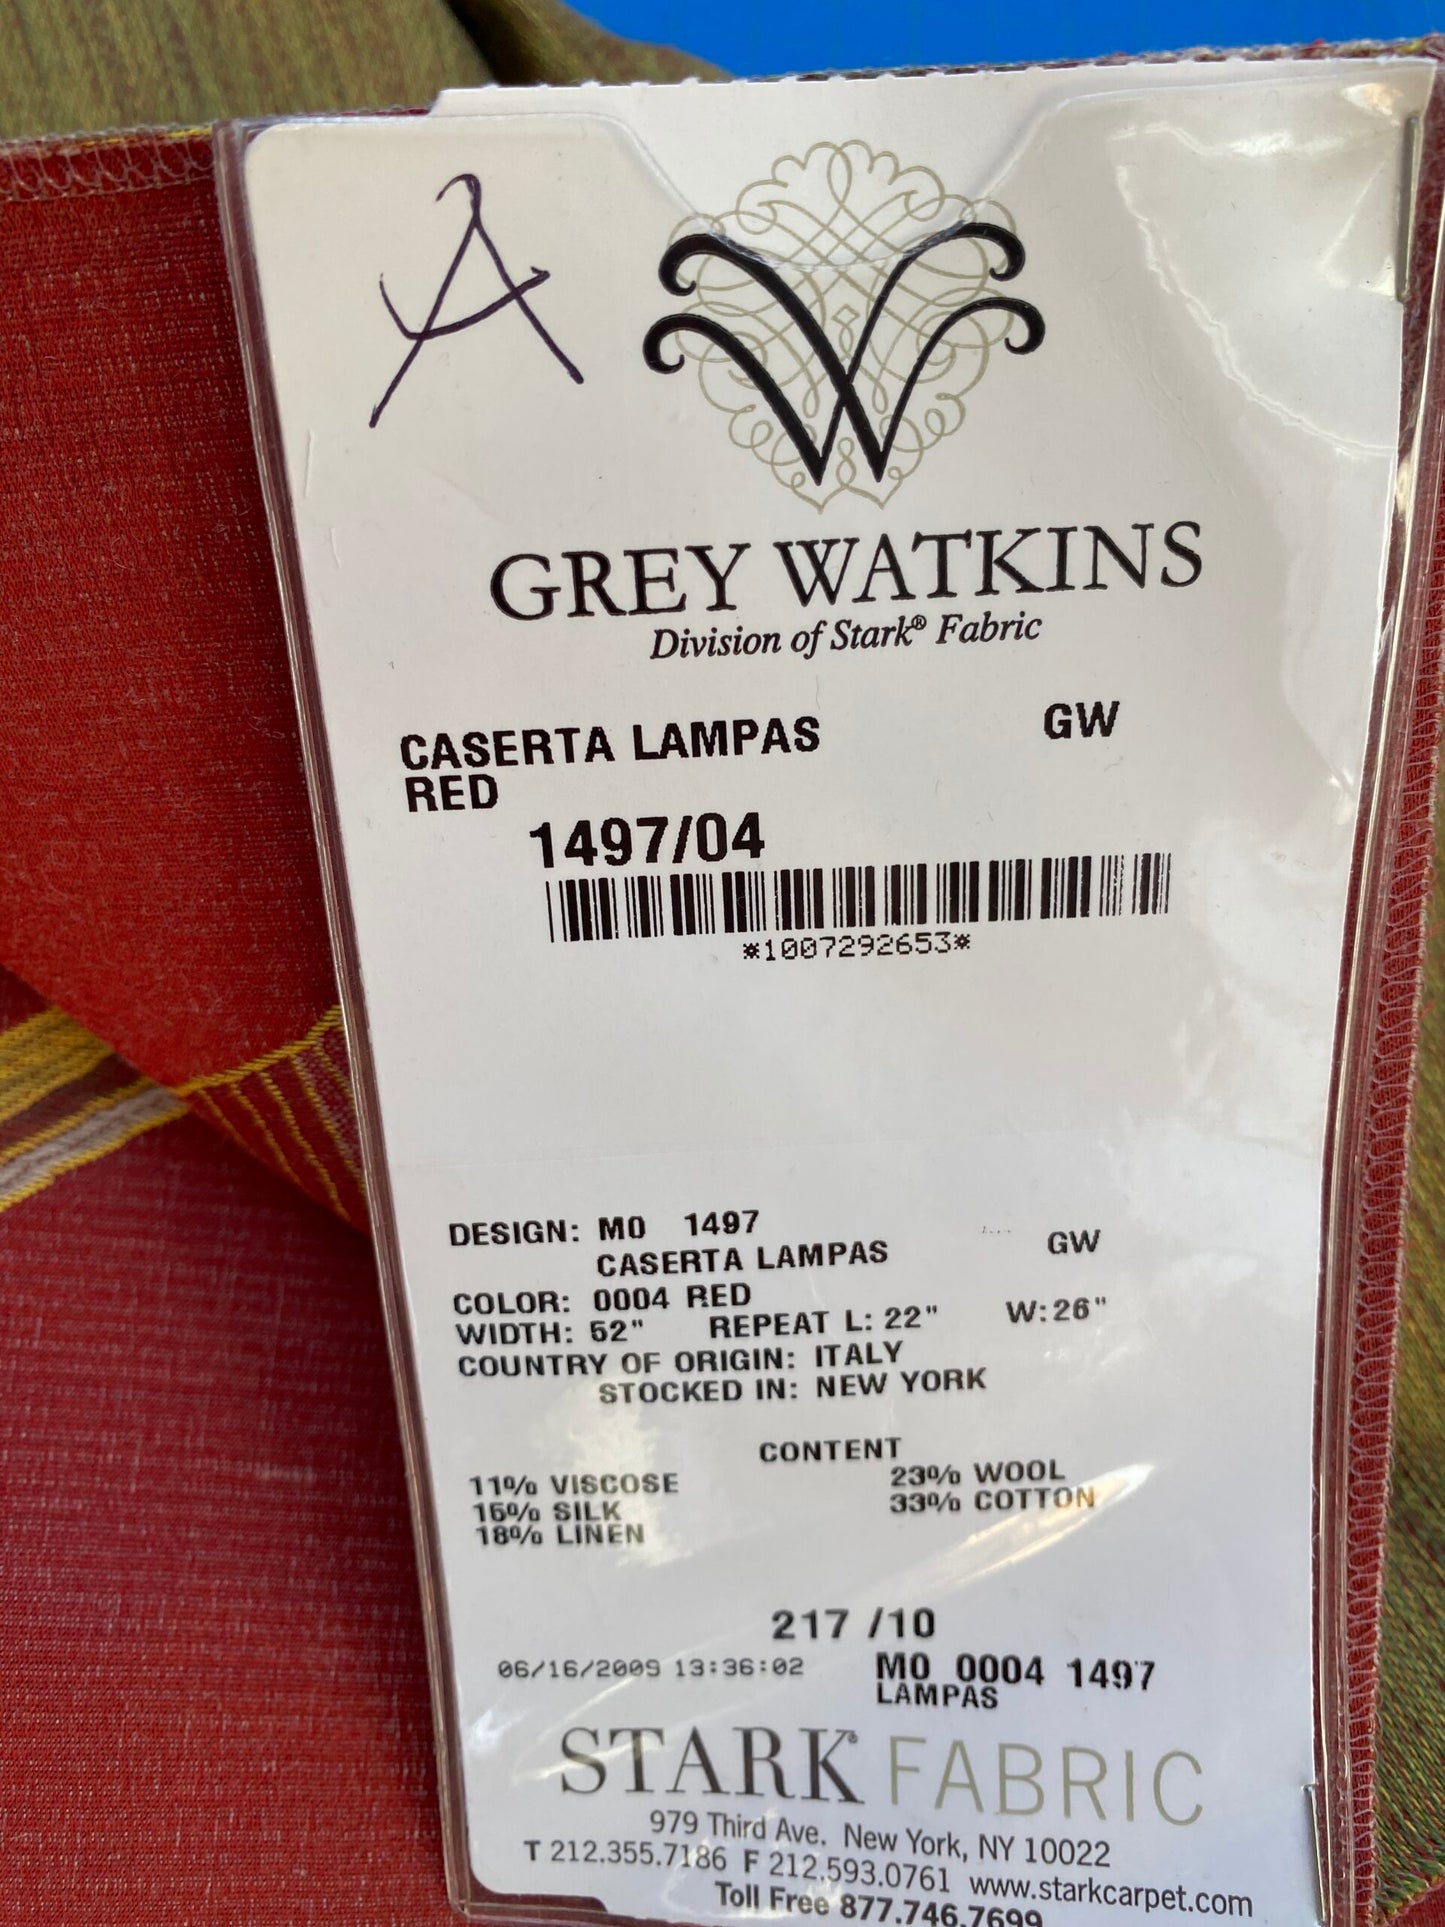 A
W
GREY WATKINS
Division of Stark® Fabric
CASERTA LAMPAS GW
RED
1497/04
*1007292653*
DESIGN: MO 1497
CASERTA LAMPAS GW
COLOR: 0004 RED
WIDTH: 52" REPEAT L: 22" W: 26"
COUNTRY OF ORIGIN: ITALY
STOCKED IN: NEW YORK
CONTENT
11% VISCOSE 23% WOOL
15% SILK 33% COTTON
18% LINEN
217 /10
06/16/2009 13:36:02 MO 0004 1497
LAMPAS
STARK® FABRIC
979 Third Ave. New York, NY 10022
T 212.355.7186 F 212.593.0761 www.starkcarpet.com
Toll Free 877.746.7699